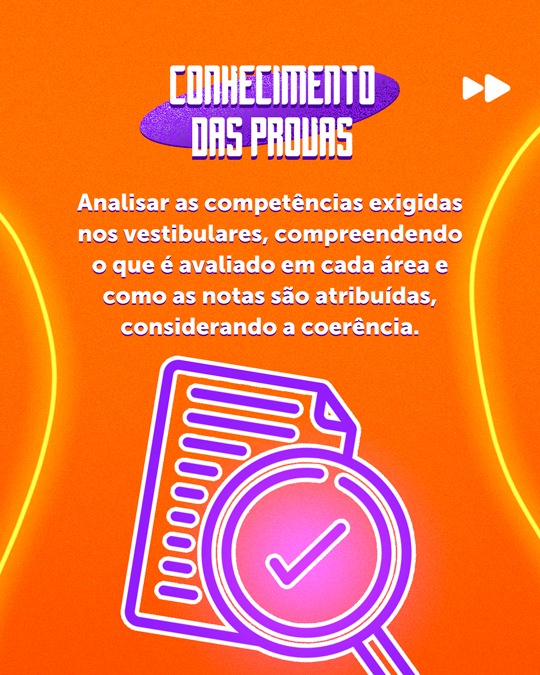 CONHECIMENTO
DAS PROVAS
Analisar as competências exigidas
nos vestibulares, compreendendo
o que é avaliado em cada área e
como as notas são atribuídas,
considerando a coerência.